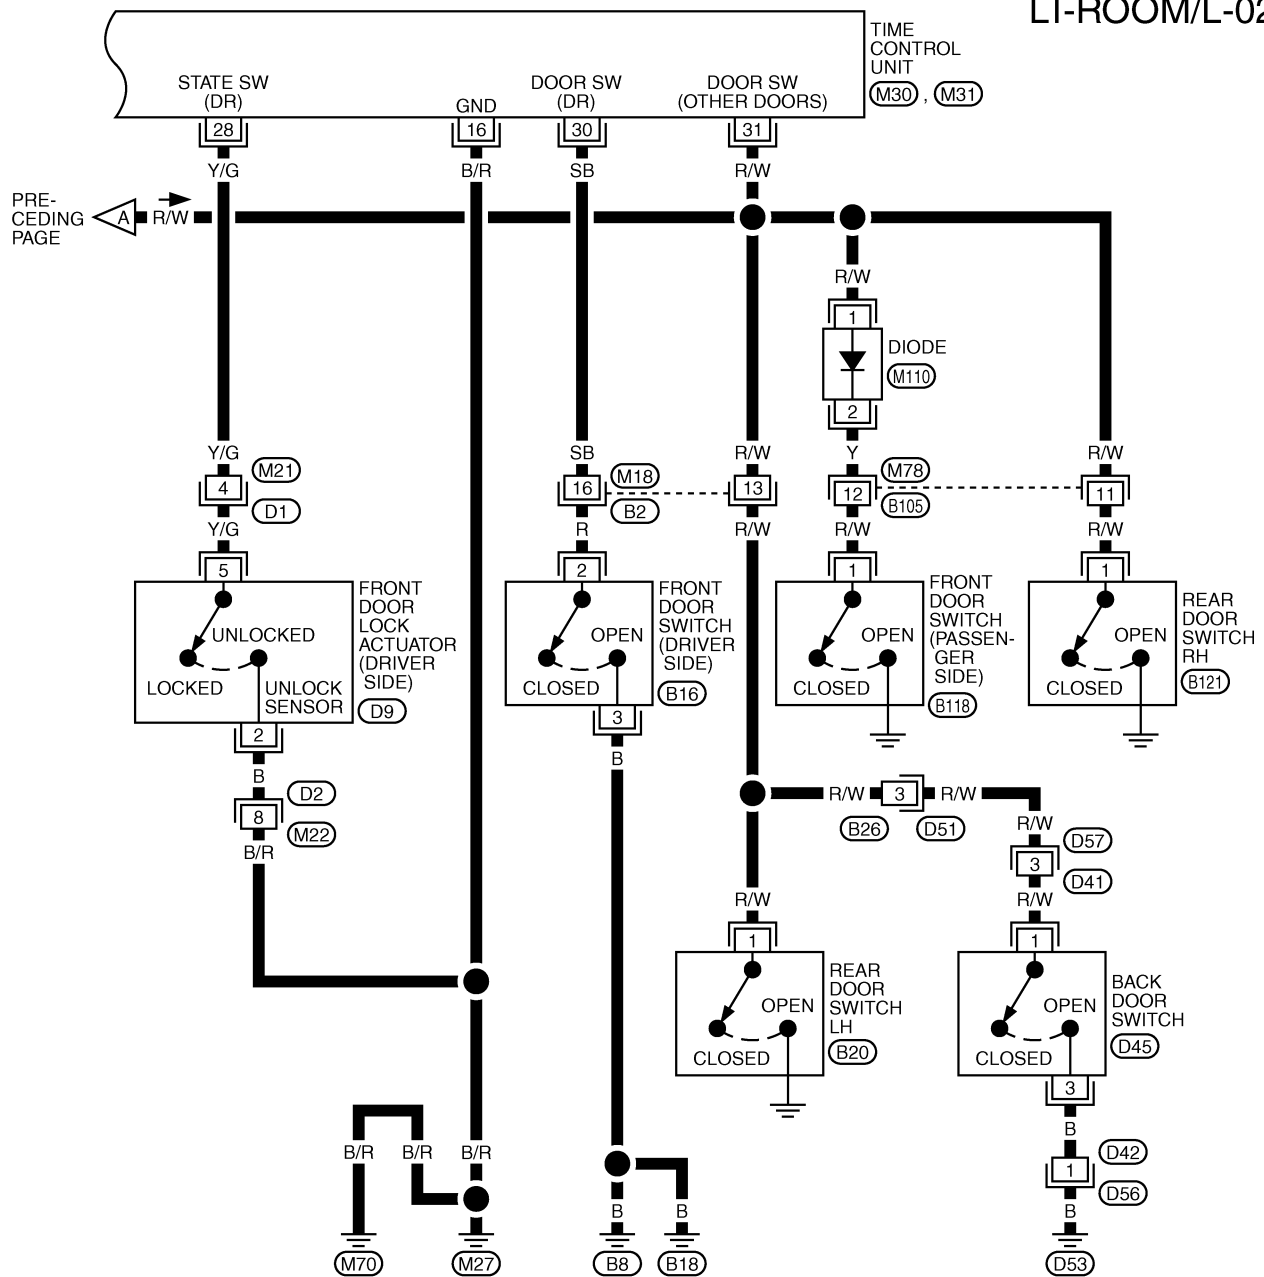 LT-ROOM/L-02
TIME
CONTROL
UNIT
M30 , M31
STATE SW
(DR)
GND
DOOR SW
(DR)
DOOR SW
(OTHER DOORS)
28
16
30
31
Y/G
B/R
SB
R/W
PRE-
CEDING
PAGE
A
R/W
R/W
1
DIODE
M110
2
Y/G
SB
R/W
Y
R/W
4
M21
D1
16
M18
B2
13
12
M78
B105
11
Y/G
R
R/W
R/W
R/W
5
2
1
1
UNLOCKED
LOCKED
UNLOCK
SENSOR
FRONT
DOOR
LOCK
ACTUATOR
(DRIVER
SIDE)
D9
OPEN
CLOSED
FRONT
DOOR
SWITCH
(DRIVER
SIDE)
B16
OPEN
CLOSED
FRONT
DOOR
SWITCH
(PASSEN-
GER
SIDE)
B118
OPEN
CLOSED
REAR
DOOR
SWITCH
RH
B121
2
3
B
B
D2
8
M22
B/R
R/W
3
R/W
B26
D51
R/W
D57
3
D41
R/W
R/W
1
1
OPEN
CLOSED
REAR
DOOR
SWITCH
LH
B20
OPEN
CLOSED
BACK
DOOR
SWITCH
D45
3
B
D42
1
D56
B/R
B/R
B/R
B
B
B
M70
M27
B8
B18
D53